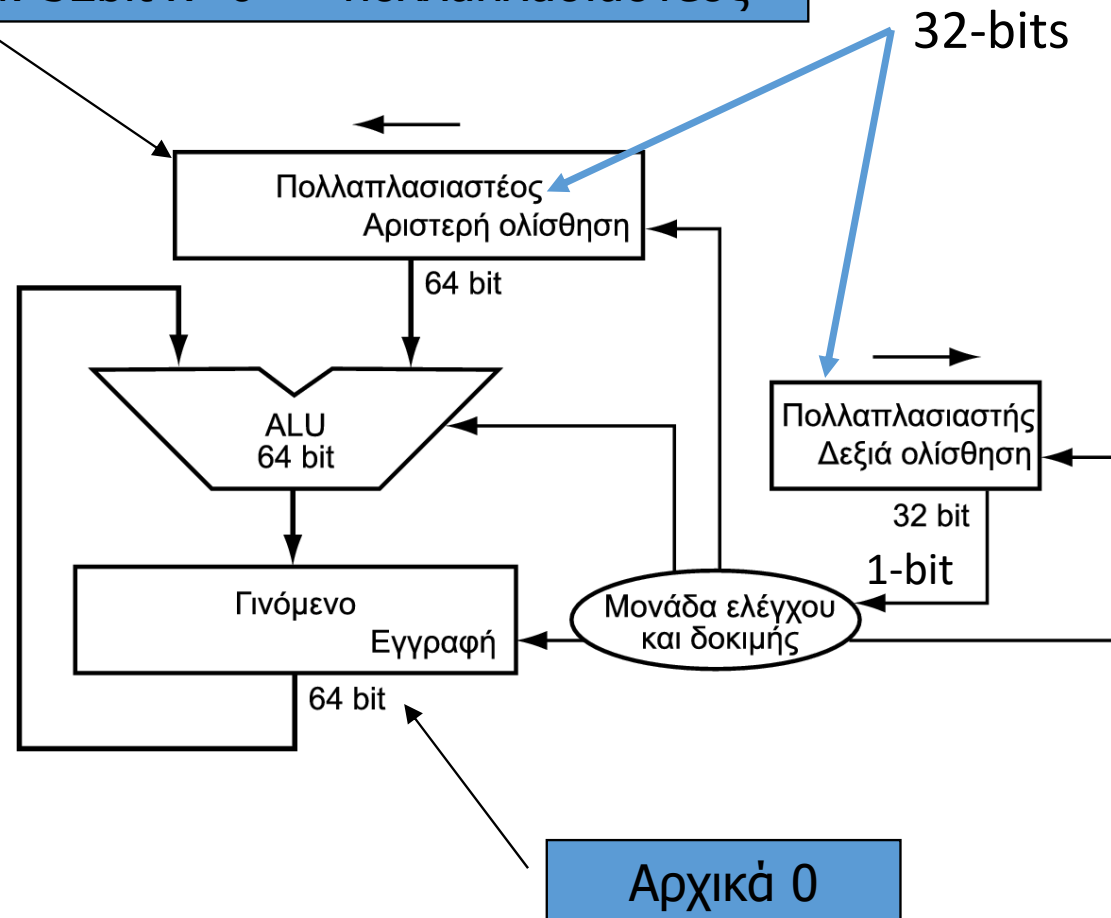 πολλαπλασιαστέος
32-bits
Πολλαπλασιαστέος
Αριστερή ολίσθηση
64 bit
ALU
64 bit
Πολλαπλασιαστής
Δεξιά ολίσθηση
32 bit
1-bit
Γινόμενο
Εγγραφή
Μονάδα ελέγχου
και δοκιμής
64 bit
Αρχικά 0